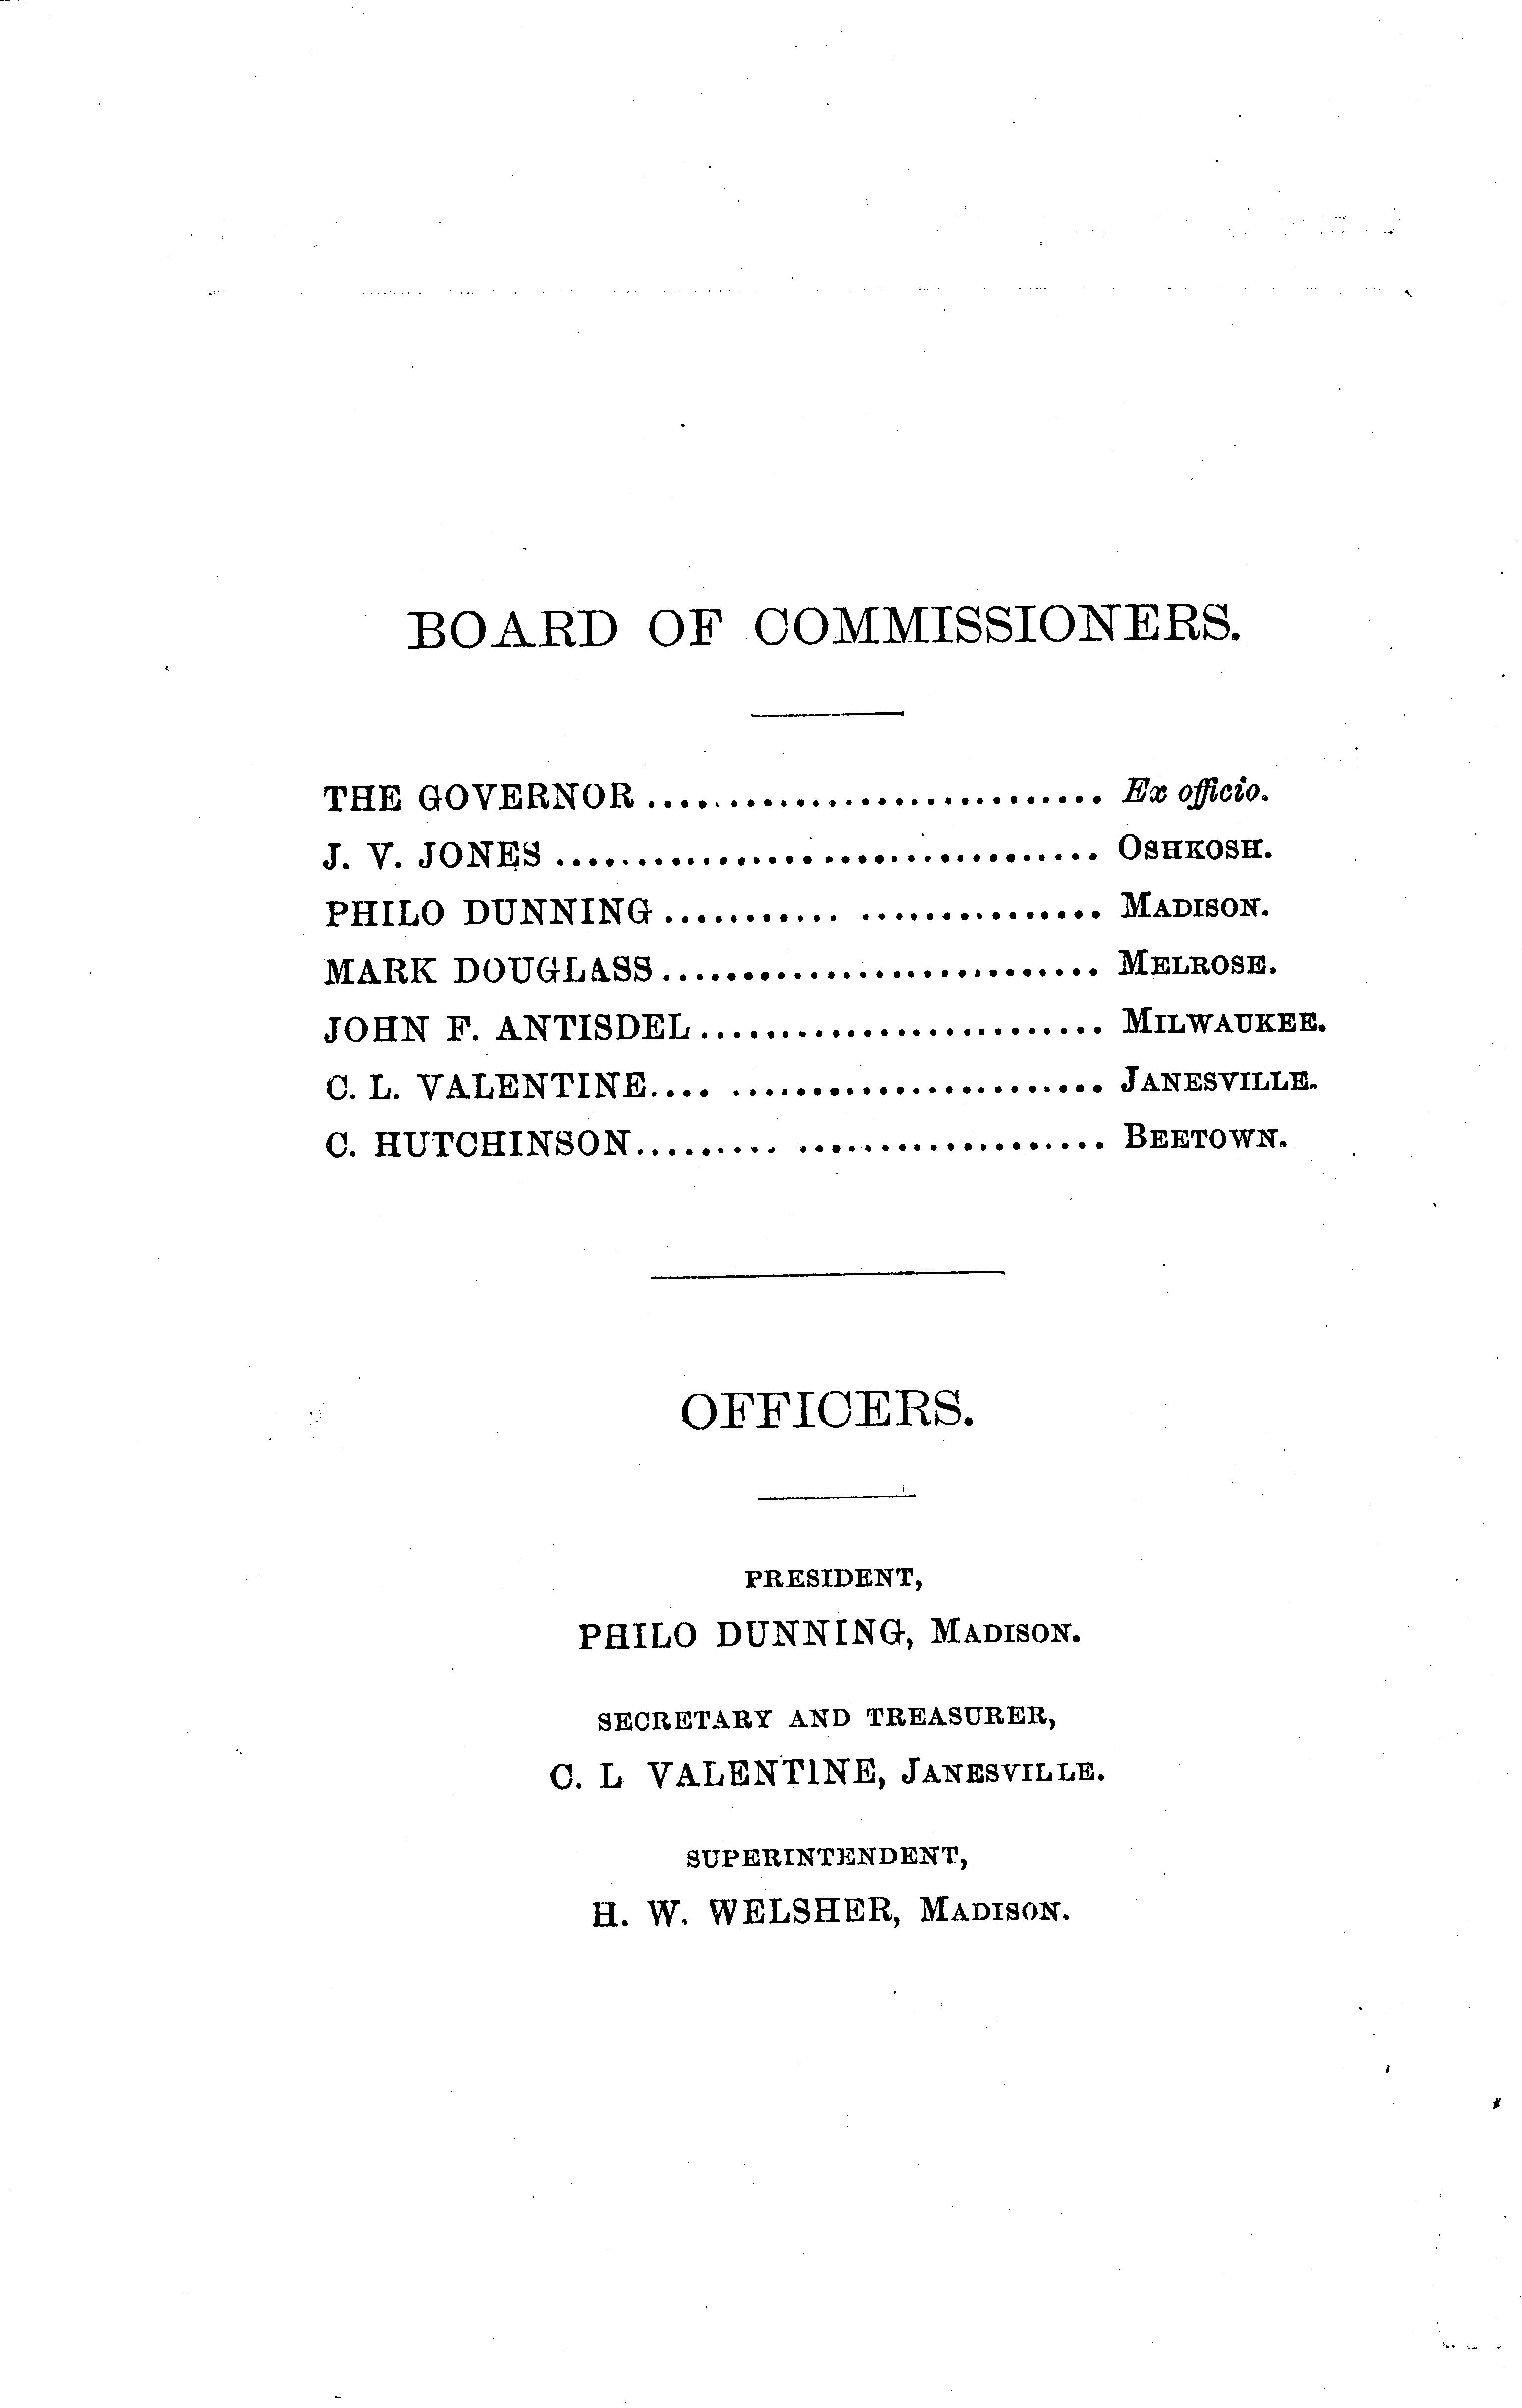 BOARD OF COMMISSIONERS.
THE GOVERNOR ............................ Ex officio.
J. V. JONES .................................. OSHKOSH.
PHILO DUNNING ........... ............... MADISON.
MARK DOUGLASS ........................... MELROSE.
JOHN F. ANTISDEL ......................... MILWAUKEE.
C. L. VALENTINE.... ....................... JANESVILLE.
C. HUTCHINSON......... ................... BEETOWN.
OFFICERS.
PRESIDENT,
PHILO DUNNING, MADISON.
SECRETARY AND TREASURER,
C. L VALENTINE, JANESVILLE.
SUPERINTENDENT,
H. W. WELSHER, MADISON.